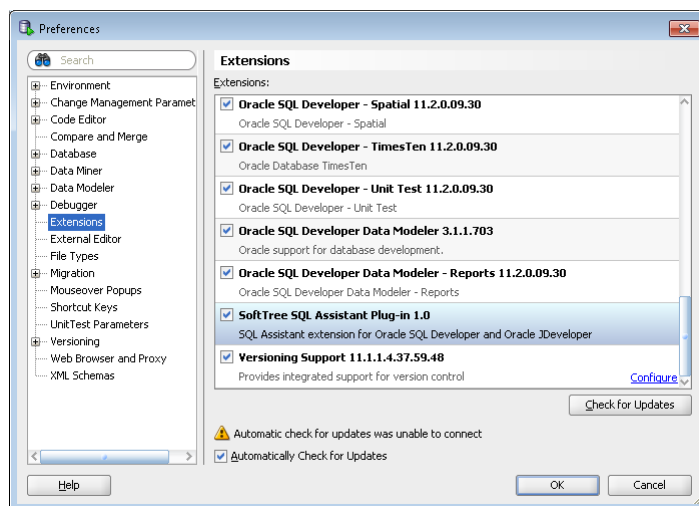 Preferences
Search
Environment
Change Management Paramet
Code Editor
Compare and Merge
Database
Data Miner
Data Modeler
Debugger
Extensions
External Editor
File Types
Migration
Mouseover Popups
Shortcut Keys
UnitTest Parameters
Versioning
Web Browser and Proxy
XML Schemas
Extensions
Extensions:
Oracle SQL Developer - Spatial 11.2.0.09.30
Oracle SQL Developer - Spatial
Oracle SQL Developer - TimesTen 11.2.0.09.30
Oracle Database TimesTen
Oracle SQL Developer - Unit Test 11.2.0.09.30
Oracle SQL Developer - Unit Test
Oracle SQL Developer Data Modeler 3.1.1.703
Oracle support for database development.
Oracle SQL Developer Data Modeler - Reports 11.2.0.09.30
Oracle SQL Developer Data Modeler - Reports
SoftTree SQL Assistant Plug-in 1.0
SQL Assistant extension for Oracle SQL Developer and Oracle JDeveloper
Versioning Support 11.1.1.4.37.59.48
Provides integrated support for version control
Configure
Check for Updates
Automatic check for updates was unable to connect
Automatically Check for Updates
Help
OK
Cancel